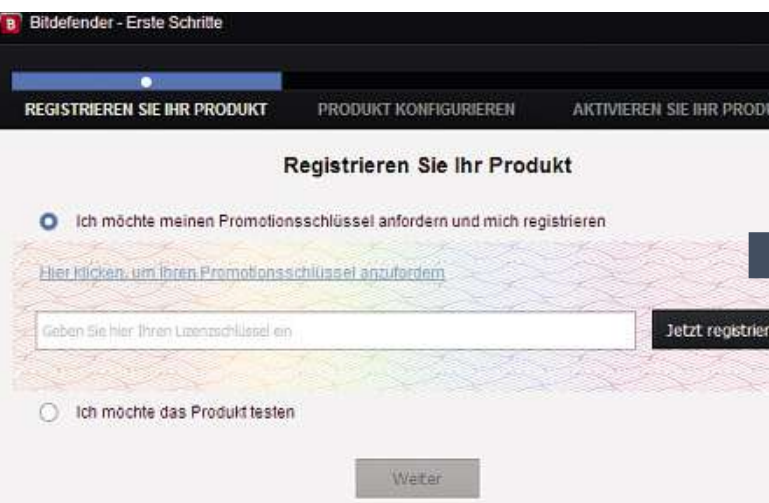 B Bitdefender - Erste Schritte
REGISTRIEREN SIE IHR PRODUKT PRODUKT KONFIGURIEREN AKTIVIEREN SIE IHR PRODU
Registrieren Sie Ihr Produkt
Ich möchte meinen Promotionsschlüssel anfordern und mich registrieren
Hier klicken, um Ihren Promotionsschlüssel anzufordern
Geben Sie hier Ihren Lizenzschlüssel ein Jetzt registrier
Ich möchte das Produkt testen
Weiter